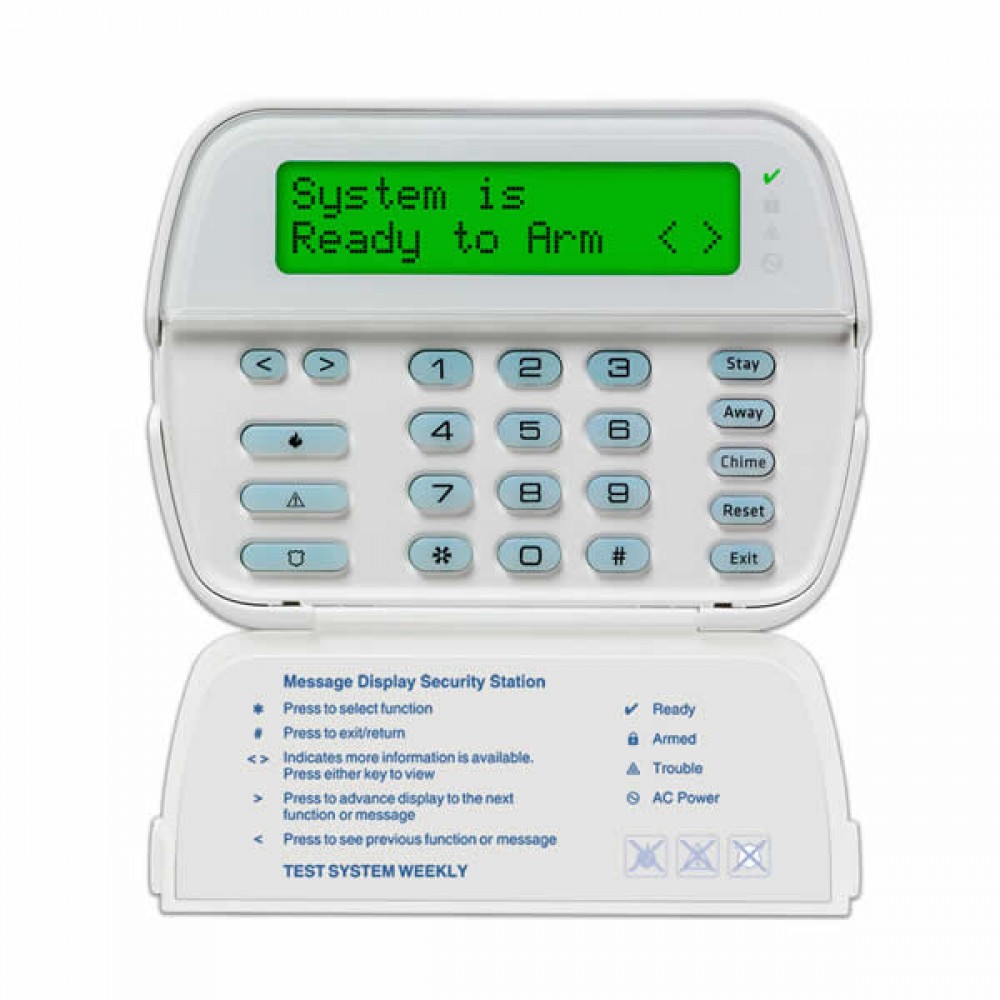 System is
Ready to Arm < >
< >
1 2 3 Stay
4 5 6 Away
Chime
7 8 9 Reset
* 0 # Exit
Message Display Security Station
* Press to select function
# Press to exit/return
< > Indicates more information is available.
Press either key to view
> Press to advance display to the next
function or message
< Press to see previous function or message
TEST SYSTEM WEEKLY
✓ Ready
Armed
Trouble
AC Power